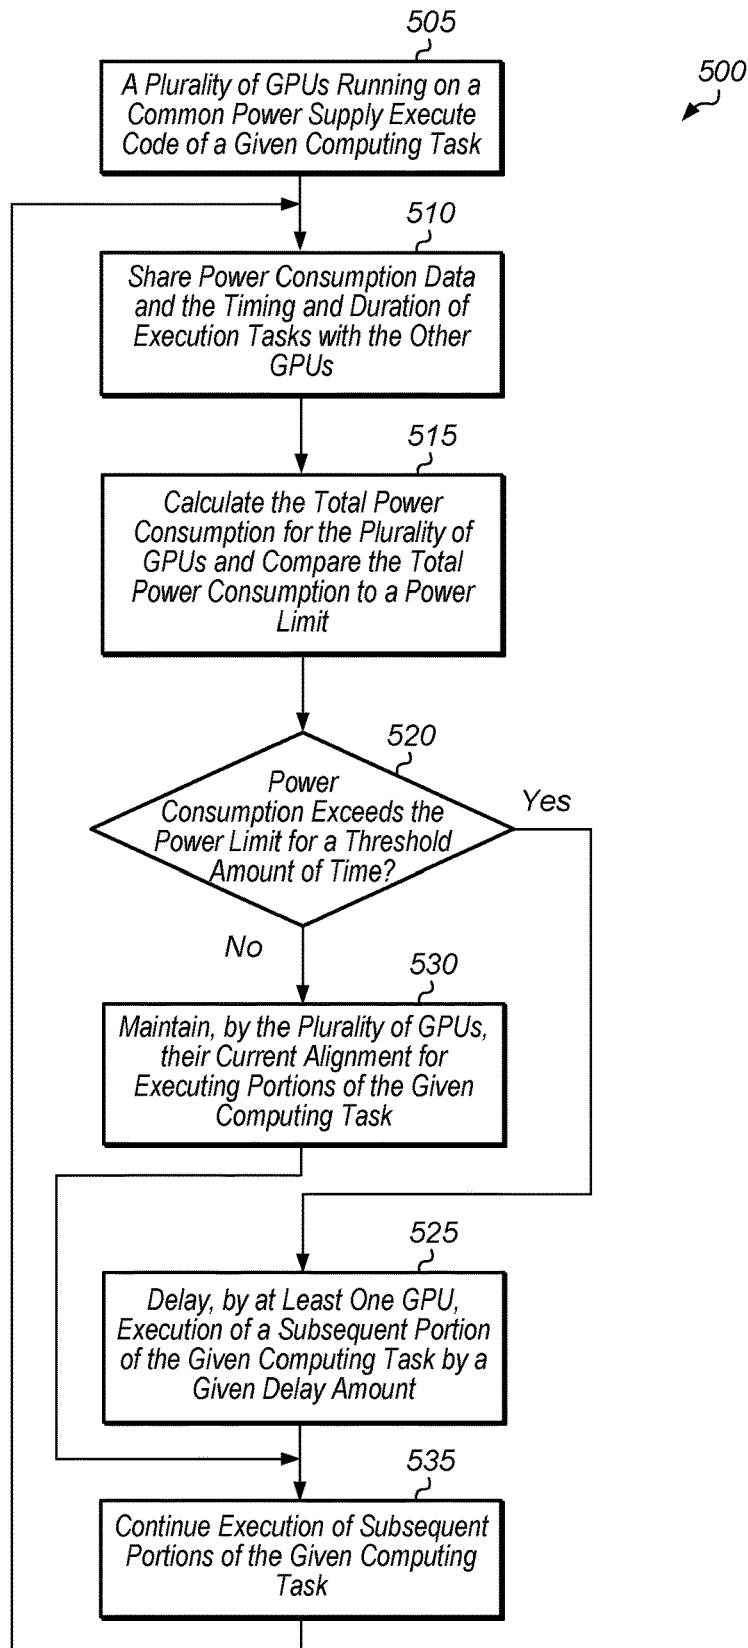 505
500
A Plurality of GPUs Running on a
Common Power Supply Execute
Code of a Given Computing Task
510
Share Power Consumption Data
and the Timing and Duration of
Execution Tasks with the Other
GPUs
515
Calculate the Total Power
Consumption for the Plurality of
GPUs and Compare the Total
Power Consumption to a Power
Limit
520
Power
Consumption Exceeds the
Power Limit for a Threshold
Amount of Time?
Yes
No
530
Maintain, by the Plurality of GPUs,
their Current Alignment for
Executing Portions of the Given
Computing Task
525
Delay, by at Least One GPU,
Execution of a Subsequent Portion
of the Given Computing Task by a
Given Delay Amount
535
Continue Execution of Subsequent
Portions of the Given Computing
Task